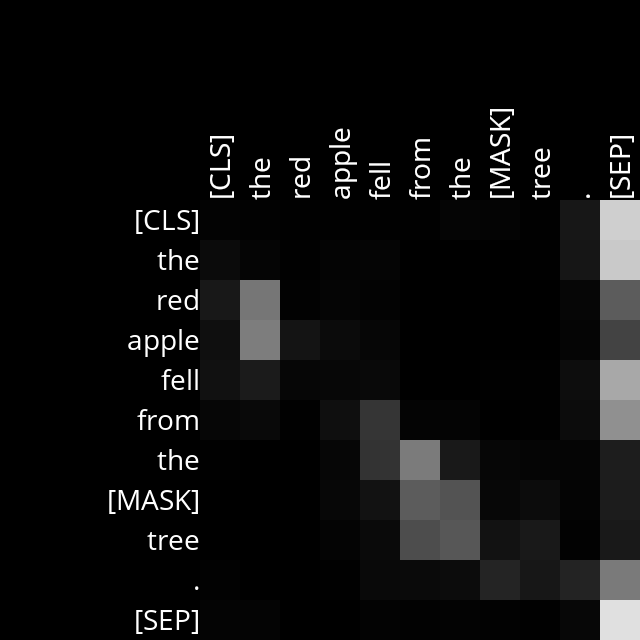 [CLS] the red apple fell from the [MASK] tree . [SEP]
[CLS]
the
red
apple
fell
from
the
[MASK]
tree
.
[SEP]